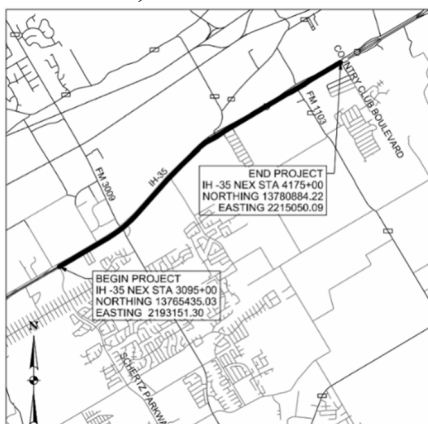 COUNTRY CLUB BOULEVARD
FM 1103
IH-35
FM 3009
END PROJECT
IH -35 NEX STA 4175+00
NORTHING 13780884.22
EASTING 2215050.09
BEGIN PROJECT
IH -35 NEX STA 3095+00
NORTHING 13765435.03
EASTING 2193151.30
N
SCHERTZ PARKWAY